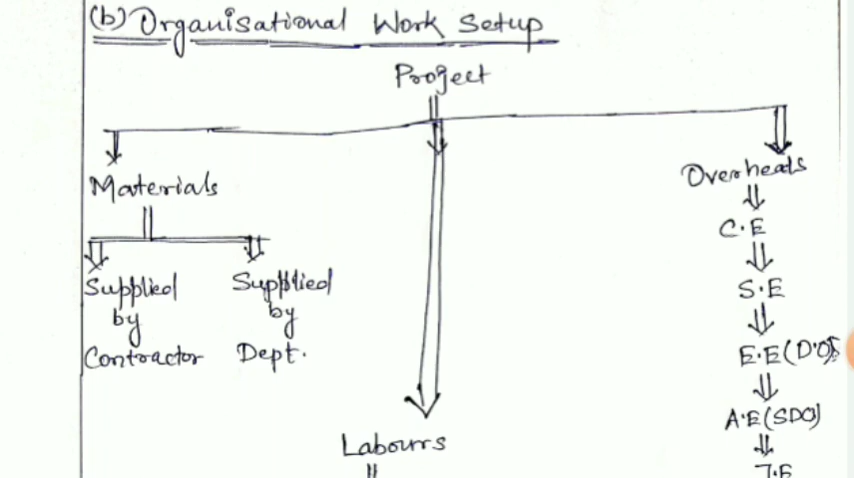 (b) Organisational Work Setup
Project
Materials
Overheads
C.E
S.E
Supplied by Contractor
Supplied by Dept.
E.E (D.O)
A.E (SDO)
Labours
J.E